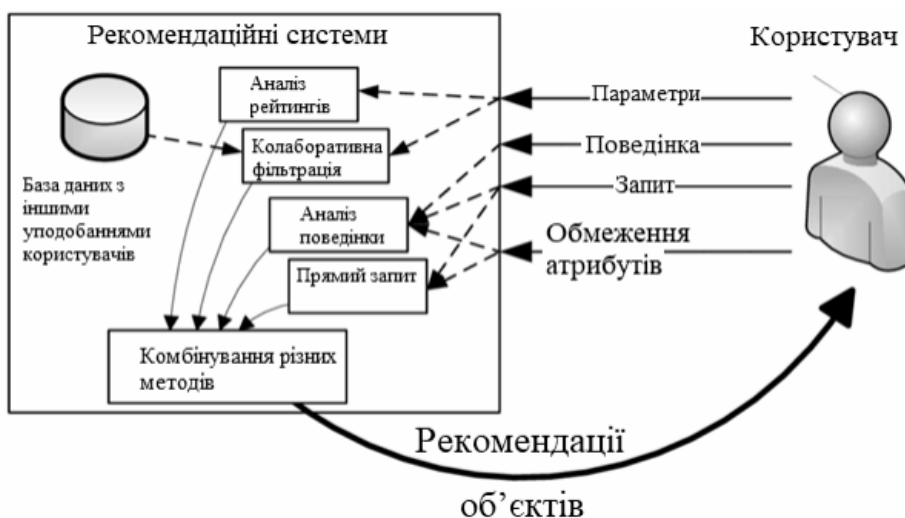 Рекомендаційні системи
Користувач
Аналіз
рейтингів
Параметри
Колаборативна
фільтрація
Поведінка
База даних з
іншими
уподобаннями
користувачів
Запит
Аналіз
поведінки
Обмеження
атрибутів
Прямий запит
Комбінування різних
методів
Рекомендації
об’єктів